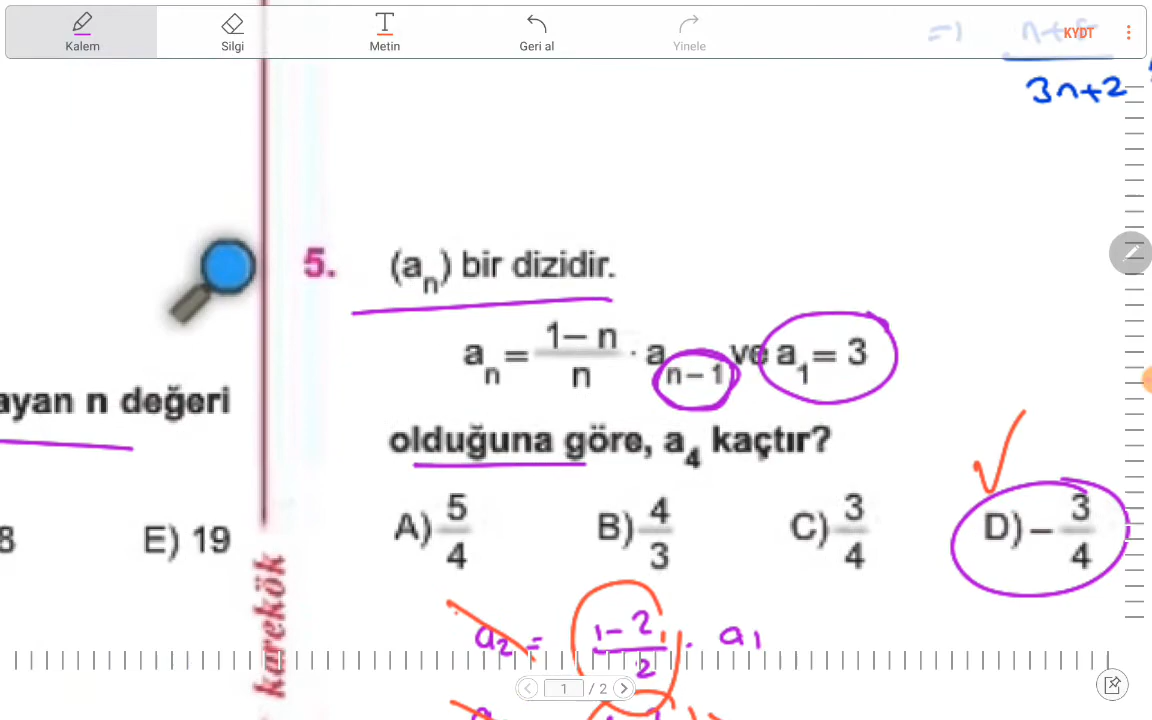 Kalem Silgi Metin Geri al Yinele KYDT
3n+2
5. (aₙ) bir dizidir.
aₙ = (1 – n)/n · aₙ₋₁ ve a₁ = 3
ayan n değeri
olduğuna göre, a₄ kaçtır?
8 E) 19
A) 5/4 B) 4/3 C) 3/4 D) – 3/4
karekök
a₂ = (1-2)/2 . a₁
1 / 2